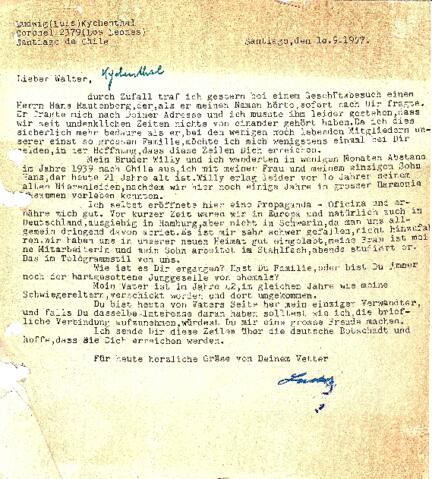 Ludwig(Luis)Kychenthal
Coronel 2379(Los Leones)
Santiago de Chile Santiago,den 10.9.1957.
Lieber Walter, Kychenthal
durch Zufall traf ich gestern bei einem Geschäftsbesuch einen
Herrn Hans Rautenberg,der,als er meinen Namen hörte,sofort nach Dir fragte.
Er fragte mich nach Deiner Adresse und ich musste ihm leider gestehen,dass
wir seit undenklichen Zeiten nichts von einander gehört haben.Da ich dies
sicherlich mehr bedaure als er,bei den wenigen noch lebenden Mitgliedern un-
serer einst so grossen Familie,möchte ich mich wenigstens einmal bei Dir
melden,in der Hoffnung,dass diese Zeilen Dich erreichen.
Mein Bruder Willy und ich wanderten in wenigen Monaten Abstand
im Jahre 1939 nach Chile aus,ich mit meiner Frau und meinem einzigen Sohn
Hans,der heute 21 Jahre alt ist.Willy erlag leider vor 10 Jahren einem
alten Nierenleiden,nachdem wir hier noch einige Jahre in grosser Harmonie
zusammen verleben konnten.
Ich selbst eröffnete hier eine Propaganda - Oficina und er-
nähre mich gut. Vor kurzer Zeit waren wir in Europa und natürlich auch in
Deutschland,ausgiebig in Hamburg,aber nicht in Schwerin,da man uns all-
gemein dringend davon abriet.Es ist mir sehr schwer gefallen,nicht hinzufah-
ren.Wir haben uns in unserer neuen Heimat gut eingelebt,meine Frau ist mei-
ne Mitarbeiterin und mein Sohn arbeitet im Stahlfach,abends studiert er.
Das im Telegrammstil von uns.
Wie ist es Dir ergangen? Hast Du Familie,oder bist Du immer
noch der hartgesottene Junggeselle von ehemals?
Mein Vater ist im Jahre 42,im gleichen Jahre wie meine
Schwiegereltern,verschickt worden und dort umgekommen.
Du bist heute von Vaters Seite her mein einziger Verwandter,
und falls Du dasselbe Interesse daran haben solltest wie ich,die brief-
liche Verbindung aufzunehmen,würdest Du mir eine grosse Freude machen.
Ich sende Dir diese Zeilen über die deutsche Botschaft und
hoffe,dass Sie Dich erreichen werden.
Für heute herzliche Grüsse von Deinem Vetter
Ludwig